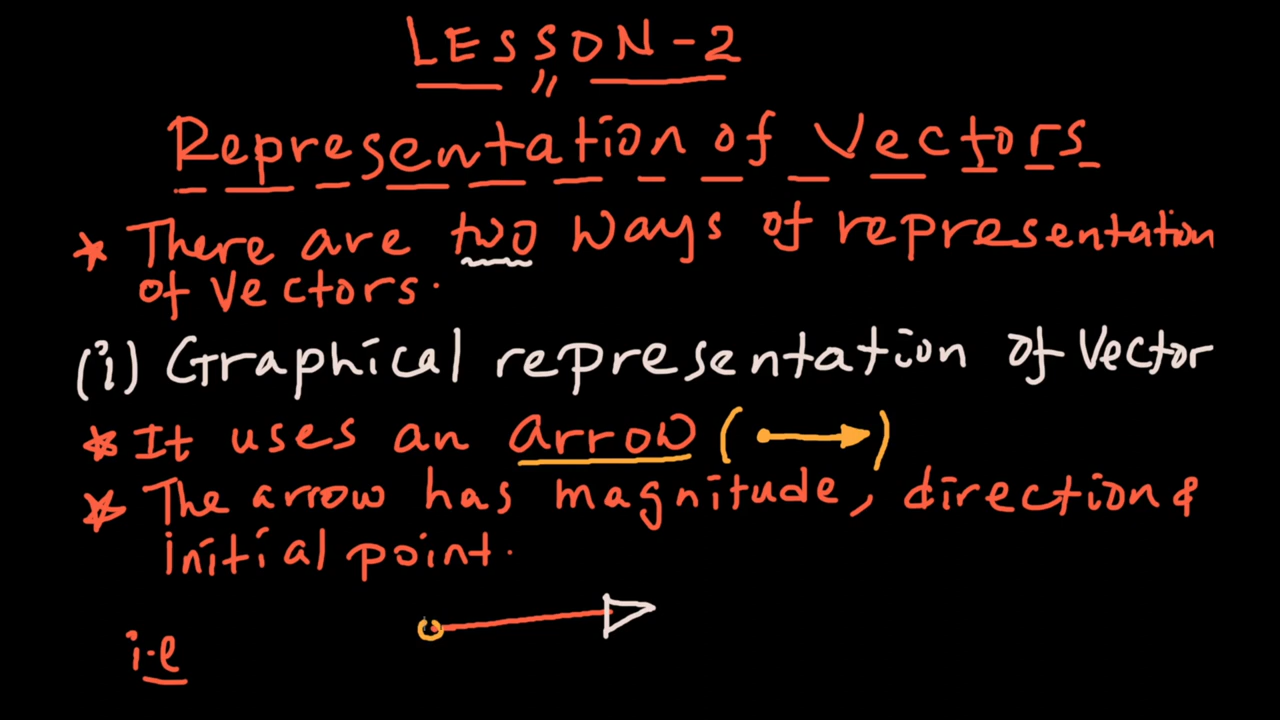 LESSON-2
Representation of Vectors
* There are two ways of representation
of Vectors.
(i) Graphical representation of Vector
* It uses an arrow ( )
* The arrow has magnitude, direction &
initial point.
i.e